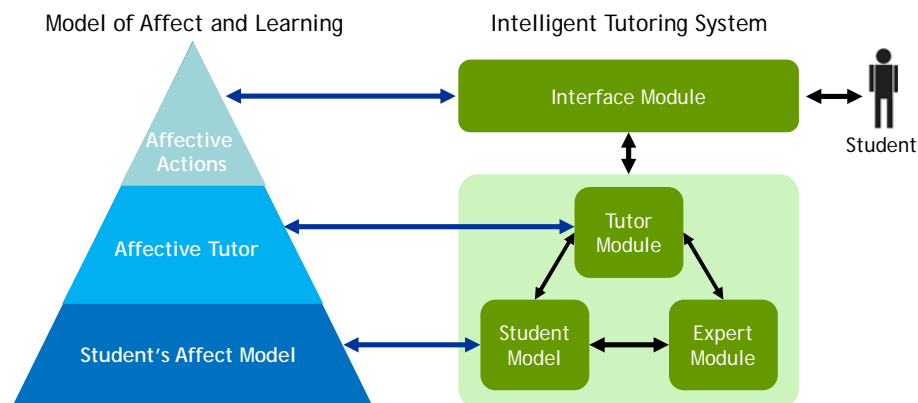 Model of Affect and Learning
Intelligent Tutoring System
Interface Module
Student
Affective
Actions
Tutor
Module
Affective Tutor
Student
Model
Expert
Module
Student's Affect Model